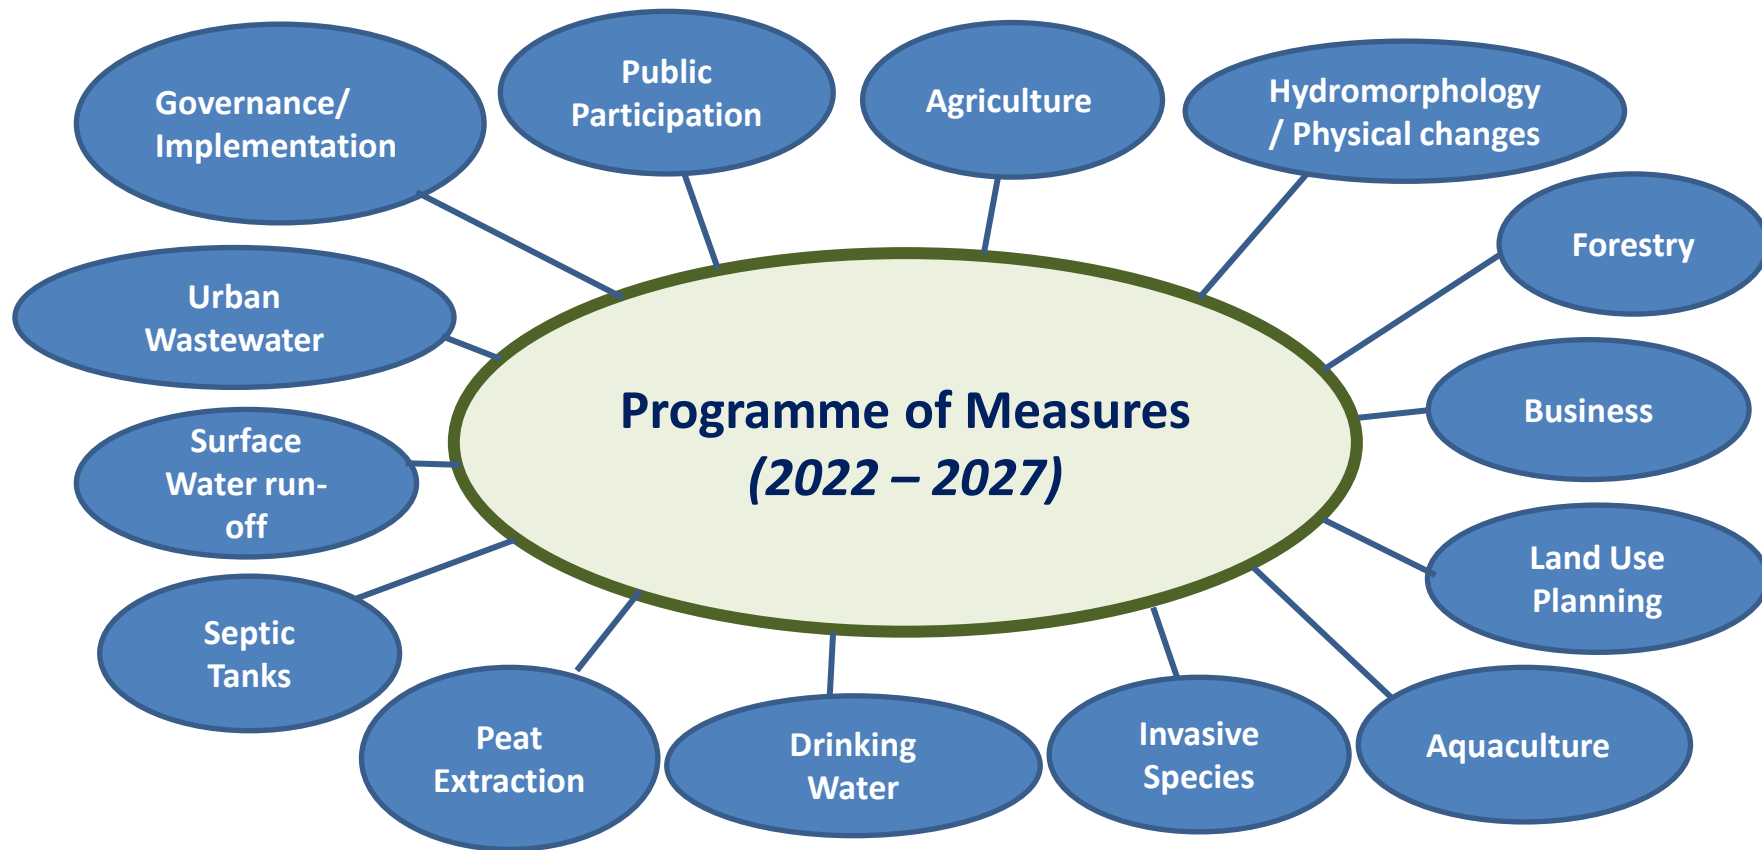 Governance/
Implementation
Public
Participation
Agriculture
Hydromorphology
/ Physical changes
Forestry
Urban
Wastewater
Business
Programme of Measures
(2022 – 2027)
Surface
Water run-
off
Land Use
Planning
Septic
Tanks
Peat
Extraction
Drinking
Water
Invasive
Species
Aquaculture